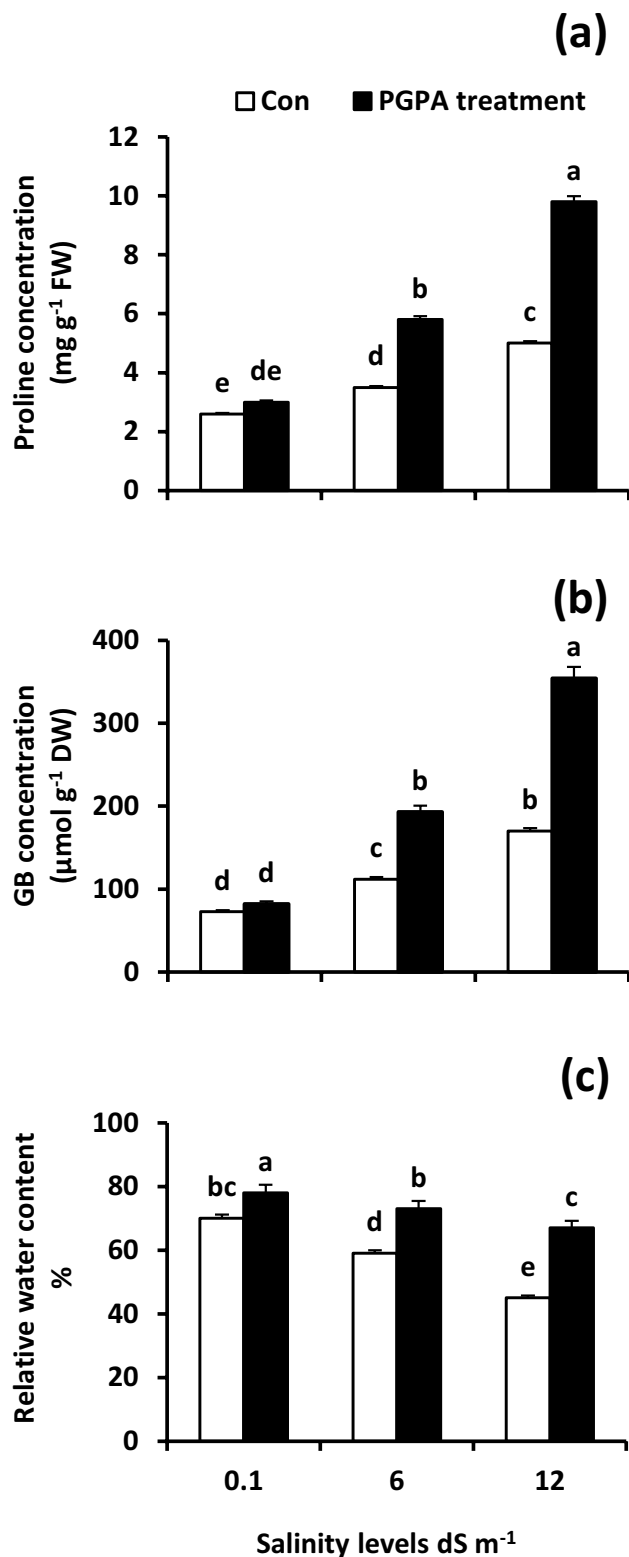 (a)
Con PGPA treatment
Proline concentration
(mg g⁻¹ FW)
12
10
8
6
4
2
0
e de d b c a
(b)
GB concentration
(µmol g⁻¹ DW)
400
300
200
100
0
d d c b b a
(c)
Relative water content
%
100
80
60
40
20
0
bc a d b e c
0.1 6 12
Salinity levels dS m⁻¹